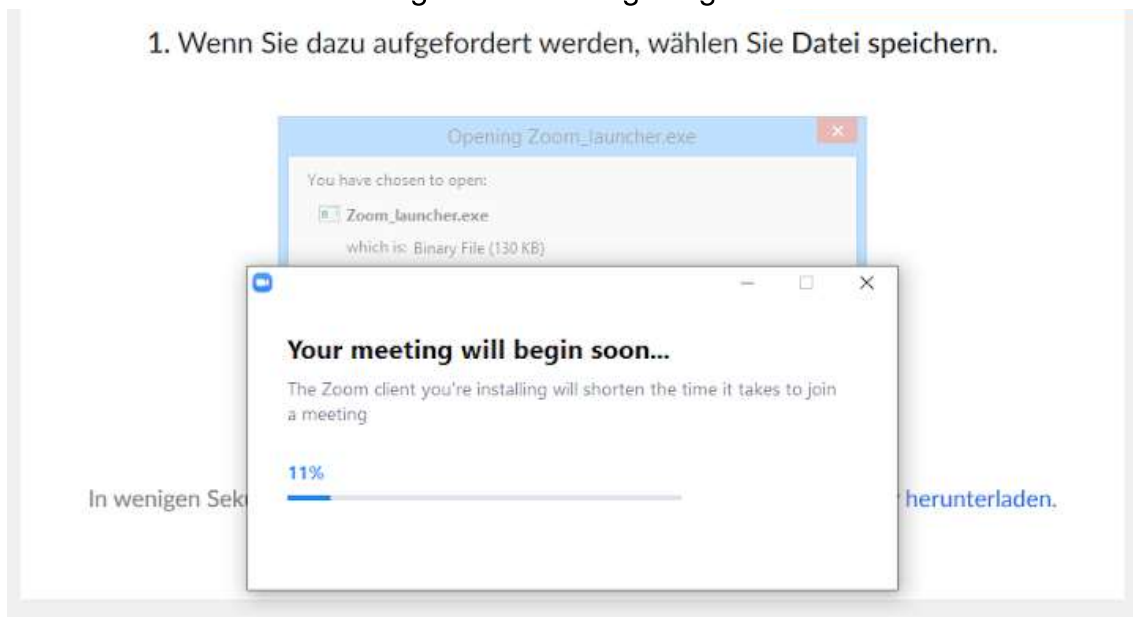 1. Wenn Sie dazu aufgefordert werden, wählen Sie Datei speichern.
Opening Zoom_launcher.exe
You have chosen to open:
Zoom_launcher.exe
which is: Binary File (130 KB)
Your meeting will begin soon...
The Zoom client you're installing will shorten the time it takes to join
a meeting
11%
In wenigen herunterladen.